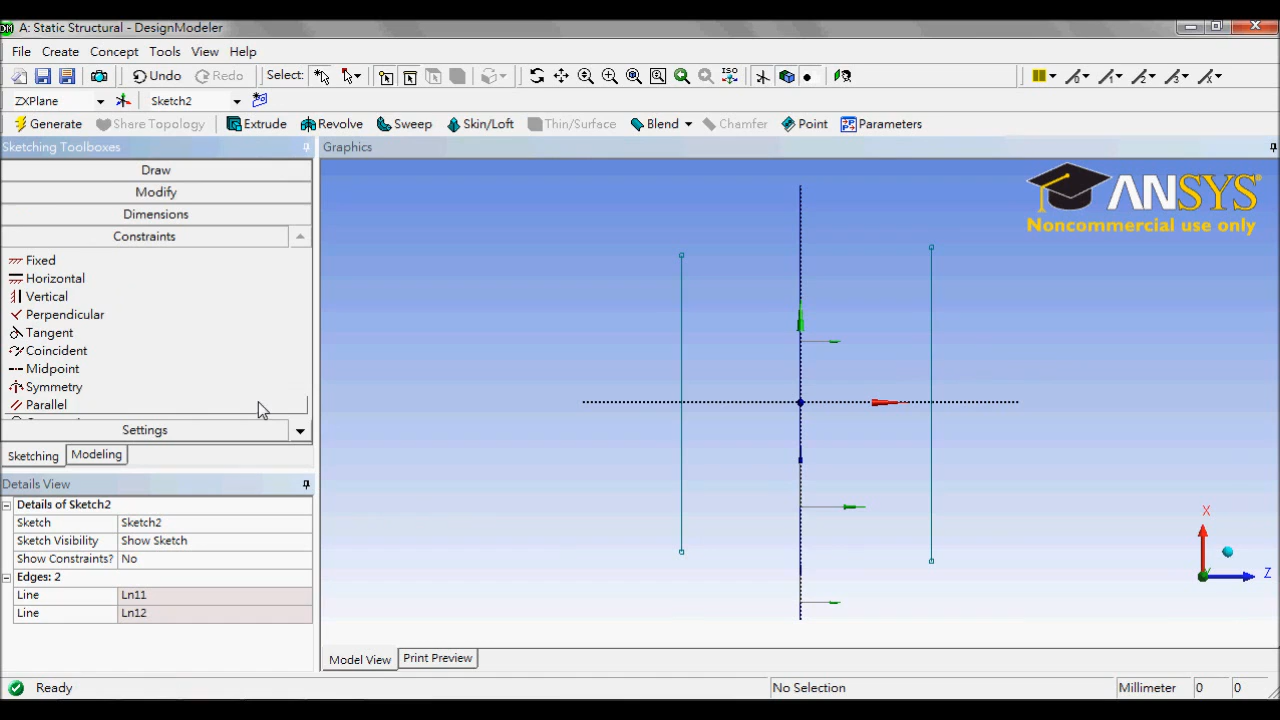 A: Static Structural - DesignModeler
File Create Concept Tools View Help
Undo Redo Select:
ZXPlane Sketch2
Generate Share Topology Extrude Revolve Sweep Skin/Loft Thin/Surface Blend Chamfer Point Parameters
Sketching Toolboxes
Draw
Modify
Dimensions
Constraints
Fixed
Horizontal
Vertical
Perpendicular
Tangent
Coincident
Midpoint
Symmetry
Parallel
Settings
Sketching Modeling
Details View
Details of Sketch2
Sketch Sketch2
Sketch Visibility Show Sketch
Show Constraints? No
Edges: 2
Line Ln11
Line Ln12
Graphics
ANSYS
Noncommercial use only
X
Y
Z
Model View Print Preview
Ready No Selection Millimeter 0 0